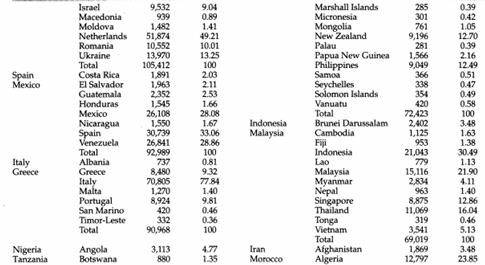 Israel 9,532 9.04
Macedonia 939 0.89
Moldova 1,482 1.41
Netherlands 51,874 49.21
Romania 10,552 10.01
Ukraine 13,970 13.25
Total 105,412 100
Spain Costa Rica 1,891 2.03
Mexico El Salvador 1,963 2.11
Guatemala 2,352 2.53
Honduras 1,545 1.66
Mexico 26,108 28.08
Nicaragua 1,550 1.67
Spain 30,739 33.06
Venezuela 26,841 28.86
Total 92,989 100
Italy Albania 737 0.81
Greece Greece 8,480 9.32
Italy 70,805 77.84
Malta 1,270 1.40
Portugal 8,924 9.81
San Marino 420 0.46
Timor-Leste 332 0.36
Total 90,968 100
Nigeria Angola 3,113 4.77
Tanzania Botswana 880 1.35
Marshall Islands 285 0.39
Micronesia 301 0.42
Mongolia 761 1.05
New Zealand 9,196 12.70
Palau 281 0.39
Papua New Guinea 1,566 2.16
Philippines 9,049 12.49
Samoa 366 0.51
Seychelles 338 0.47
Solomon Islands 354 0.49
Vanuatu 420 0.58
Total 72,423 100
Indonesia Brunei Darussalam 2,402 3.48
Malaysia Cambodia 1,125 1.63
Fiji 953 1.38
Indonesia 21,043 30.49
Lao 779 1.13
Malaysia 15,116 21.90
Myanmar 2,834 4.11
Nepal 963 1.40
Singapore 8,875 12.86
Thailand 11,069 16.04
Tonga 319 0.46
Vietnam 3,541 5.13
Total 69,019 100
Iran Afghanistan 1,869 3.48
Morocco Algeria 12,797 23.85